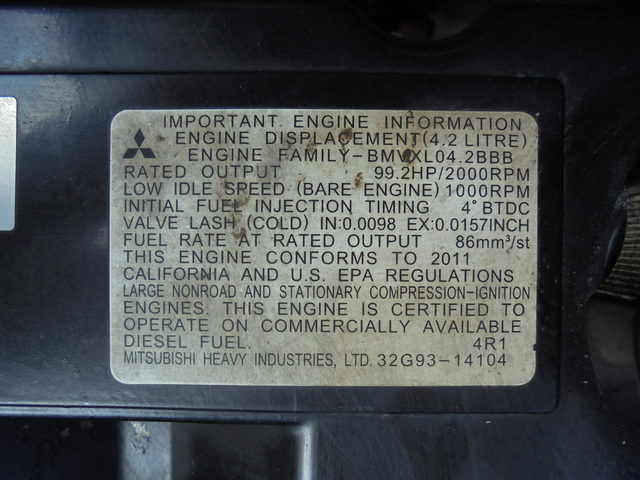 IMPORTANT ENGINE INFORMATION
ENGINE DISPLACEMENT(4.2 LITRE)
ENGINE FAMILY-BMVXL04.2BBB
RATED OUTPUT 99.2HP/2000RPM
LOW IDLE SPEED (BARE ENGINE) 1000RPM
INITIAL FUEL INJECTION TIMING 4° BTDC
VALVE LASH (COLD) IN:0.0098 EX:0.0157INCH
FUEL RATE AT RATED OUTPUT 86mm³/st
THIS ENGINE CONFORMS TO 2011
CALIFORNIA AND U.S. EPA REGULATIONS
LARGE NONROAD AND STATIONARY COMPRESSION-IGNITION
ENGINES. THIS ENGINE IS CERTIFIED TO
OPERATE ON COMMERCIALLY AVAILABLE
DIESEL FUEL. 4R1
MITSUBISHI HEAVY INDUSTRIES, LTD. 32G93-14104